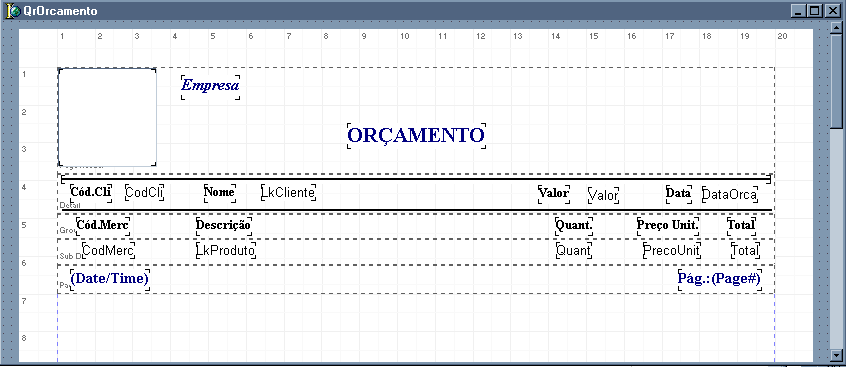 QrOrcamento
1 2 3 4 5 6 7 8 9 10 11 12 13 14 15 16 17 18 19 20
1
Empresa
2
3
ORÇAMENTO
4
Cód.Cli CodCli Nome LkCliente Valor Valor Data DataOrca
Detail
5
Grou Cód.Merc Descrição Quant. Preço Unit. Total
Sub D CodMerc LkProduto Quant PrecoUnit Total
6
Pa (Date/Time) Pág.:(Page#)
7
8